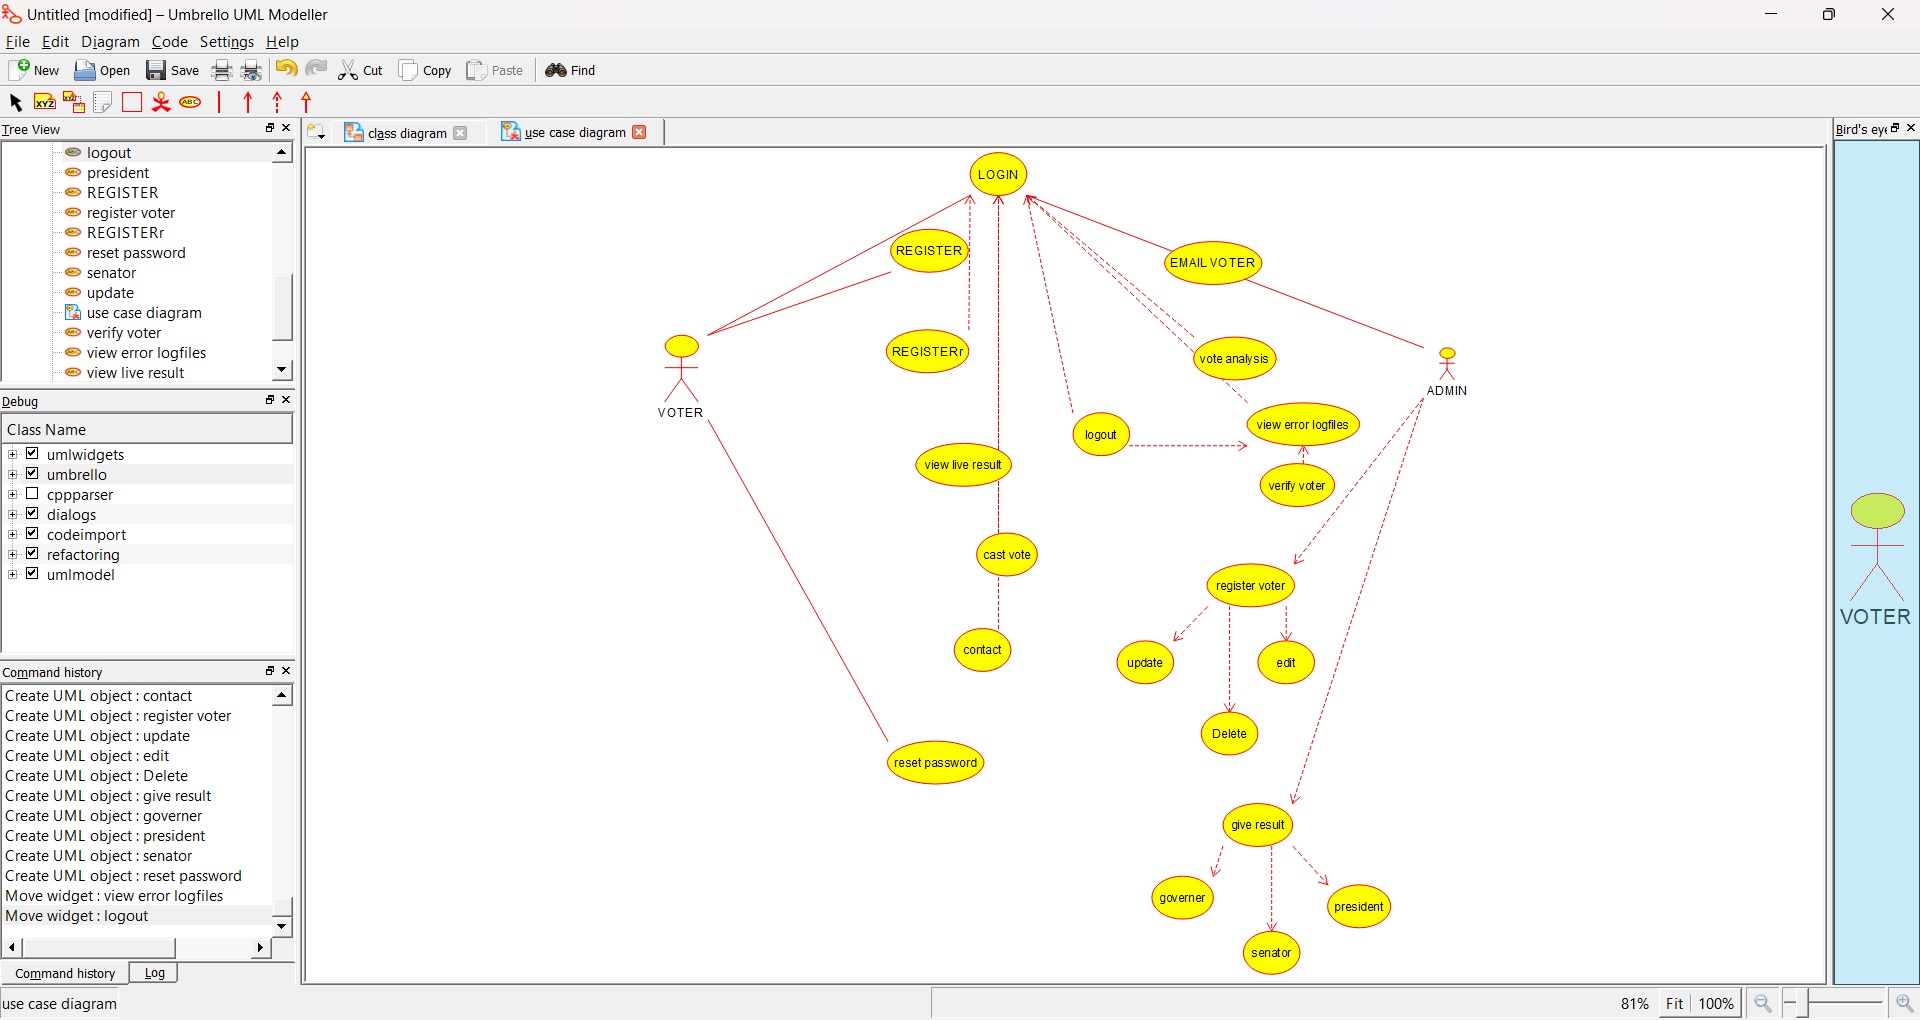 Untitled [modified] – Umbrello UML Modeller
File Edit Diagram Code Settings Help
New Open Save Cut Copy Paste Find
XYZ XYZ ABC
Tree View
logout
president
REGISTER
register voter
REGISTERr
reset password
senator
update
use case diagram
verify voter
view error logfiles
view live result
Debug
Class Name
umlwidgets
umbrello
cppparser
dialogs
codeimport
refactoring
umlmodel
Command history
Create UML object : contact
Create UML object : register voter
Create UML object : update
Create UML object : edit
Create UML object : Delete
Create UML object : give result
Create UML object : governer
Create UML object : president
Create UML object : senator
Create UML object : reset password
Move widget : view error logfiles
Move widget : logout
Command history Log
use case diagram
class diagram use case diagram
LOGIN
REGISTER
EMAIL VOTER
REGISTERr
vote analysis
VOTER
ADMIN
logout
view error logfiles
view live result
verify voter
cast vote
register voter
contact
update
edit
Delete
reset password
give result
governer
president
senator
Bird's eye
VOTER
81% Fit 100%